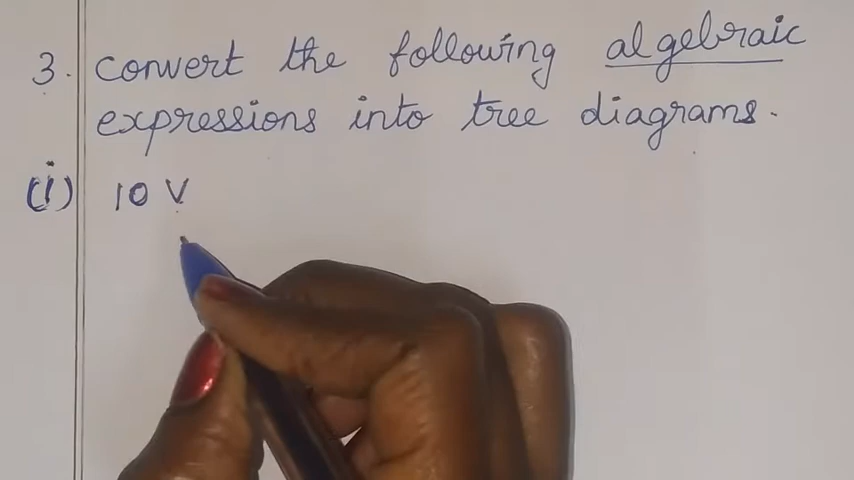 3. Convert the following algebraic
expressions into tree diagrams.
(i) 10 V